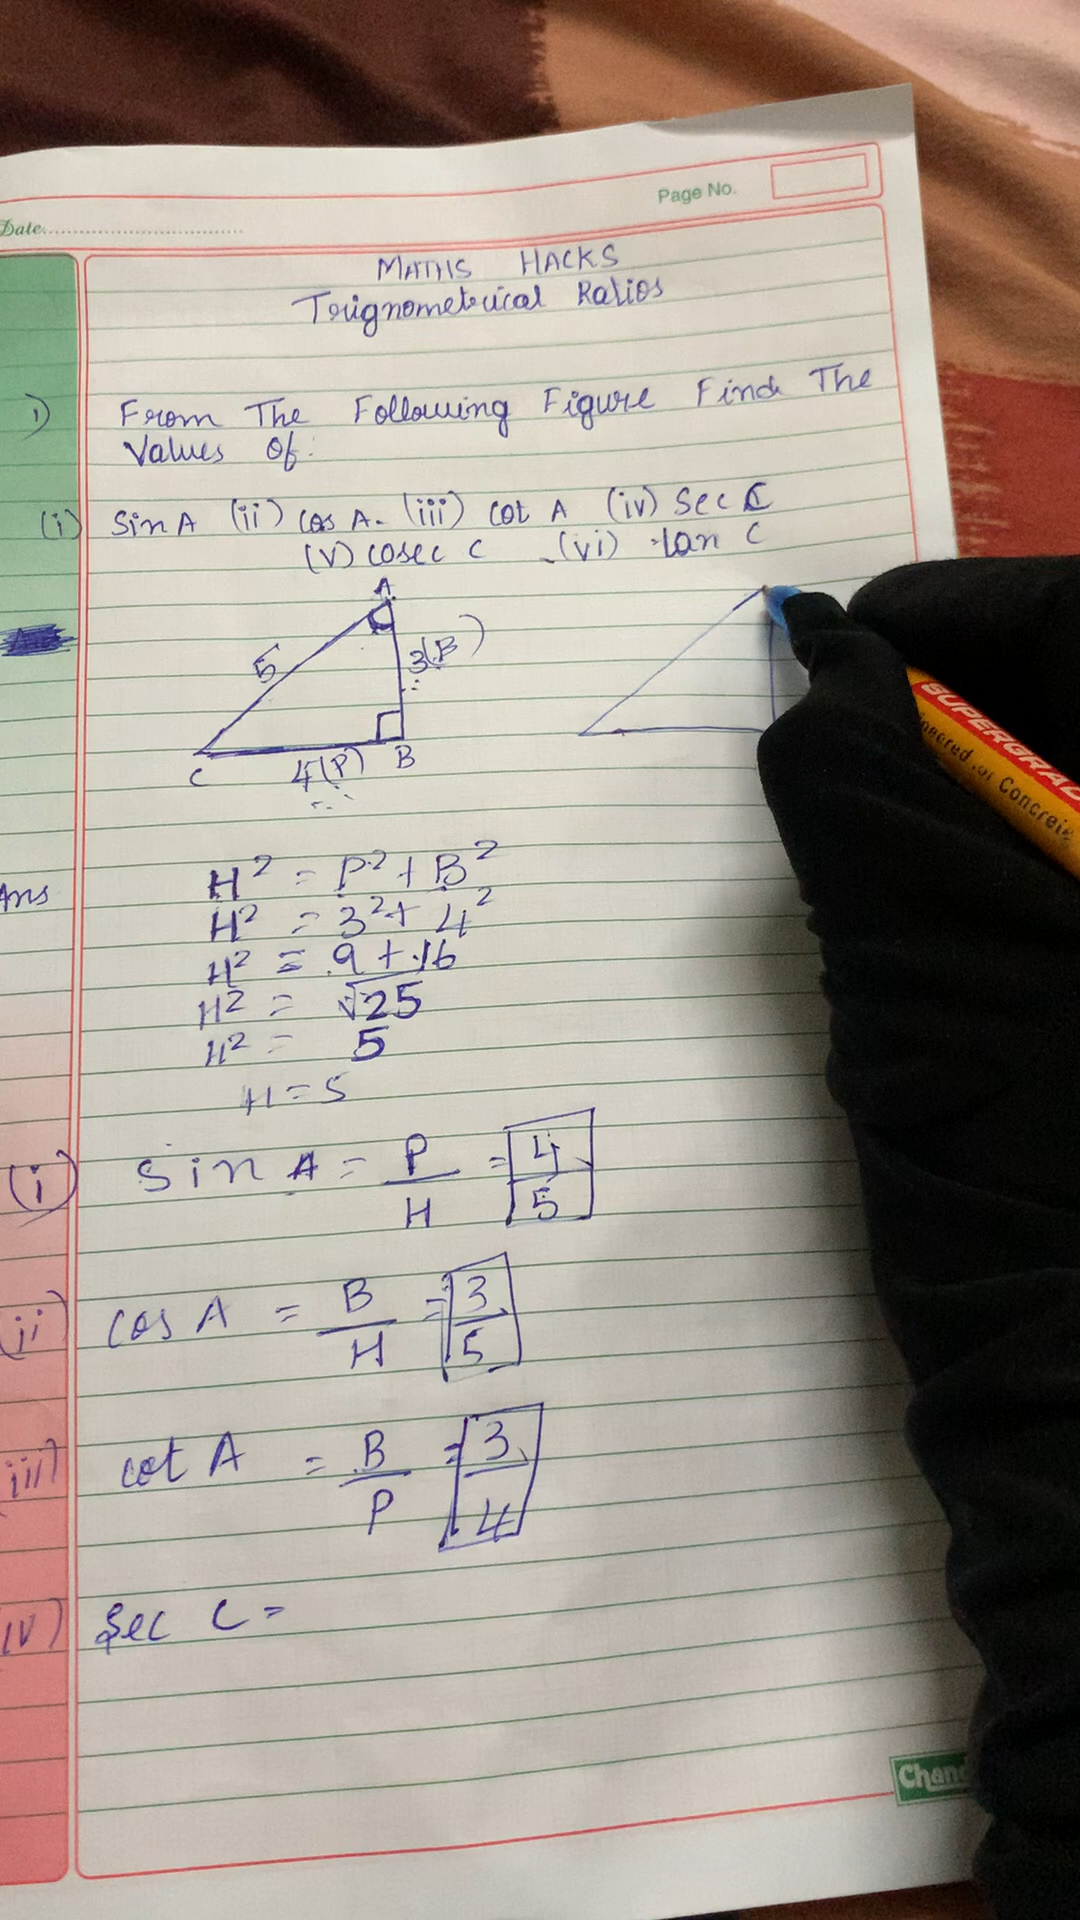 Page No.
Date
MATHS HACKS
Trignometrical Ratios
1) From The Following Figure Find The
Values Of:
(i) Sin A (ii) Cos A. (iii) Cot A (iv) Sec C
(v) Cosec C (vi) tan C
A
5
3(B)
C
4(P)
B
SUPERGRAD
Concrete
Ans
H² = P² + B²
H² = 3² + 4²
H² = 9 + 16
H² = √25
H² = 5
H = 5
(i) Sin A = P/H = 4/5
(ii) Cos A = B/H = 3/5
(iii) Cot A = B/P = 3/4
(iv) Sec C =
Chand